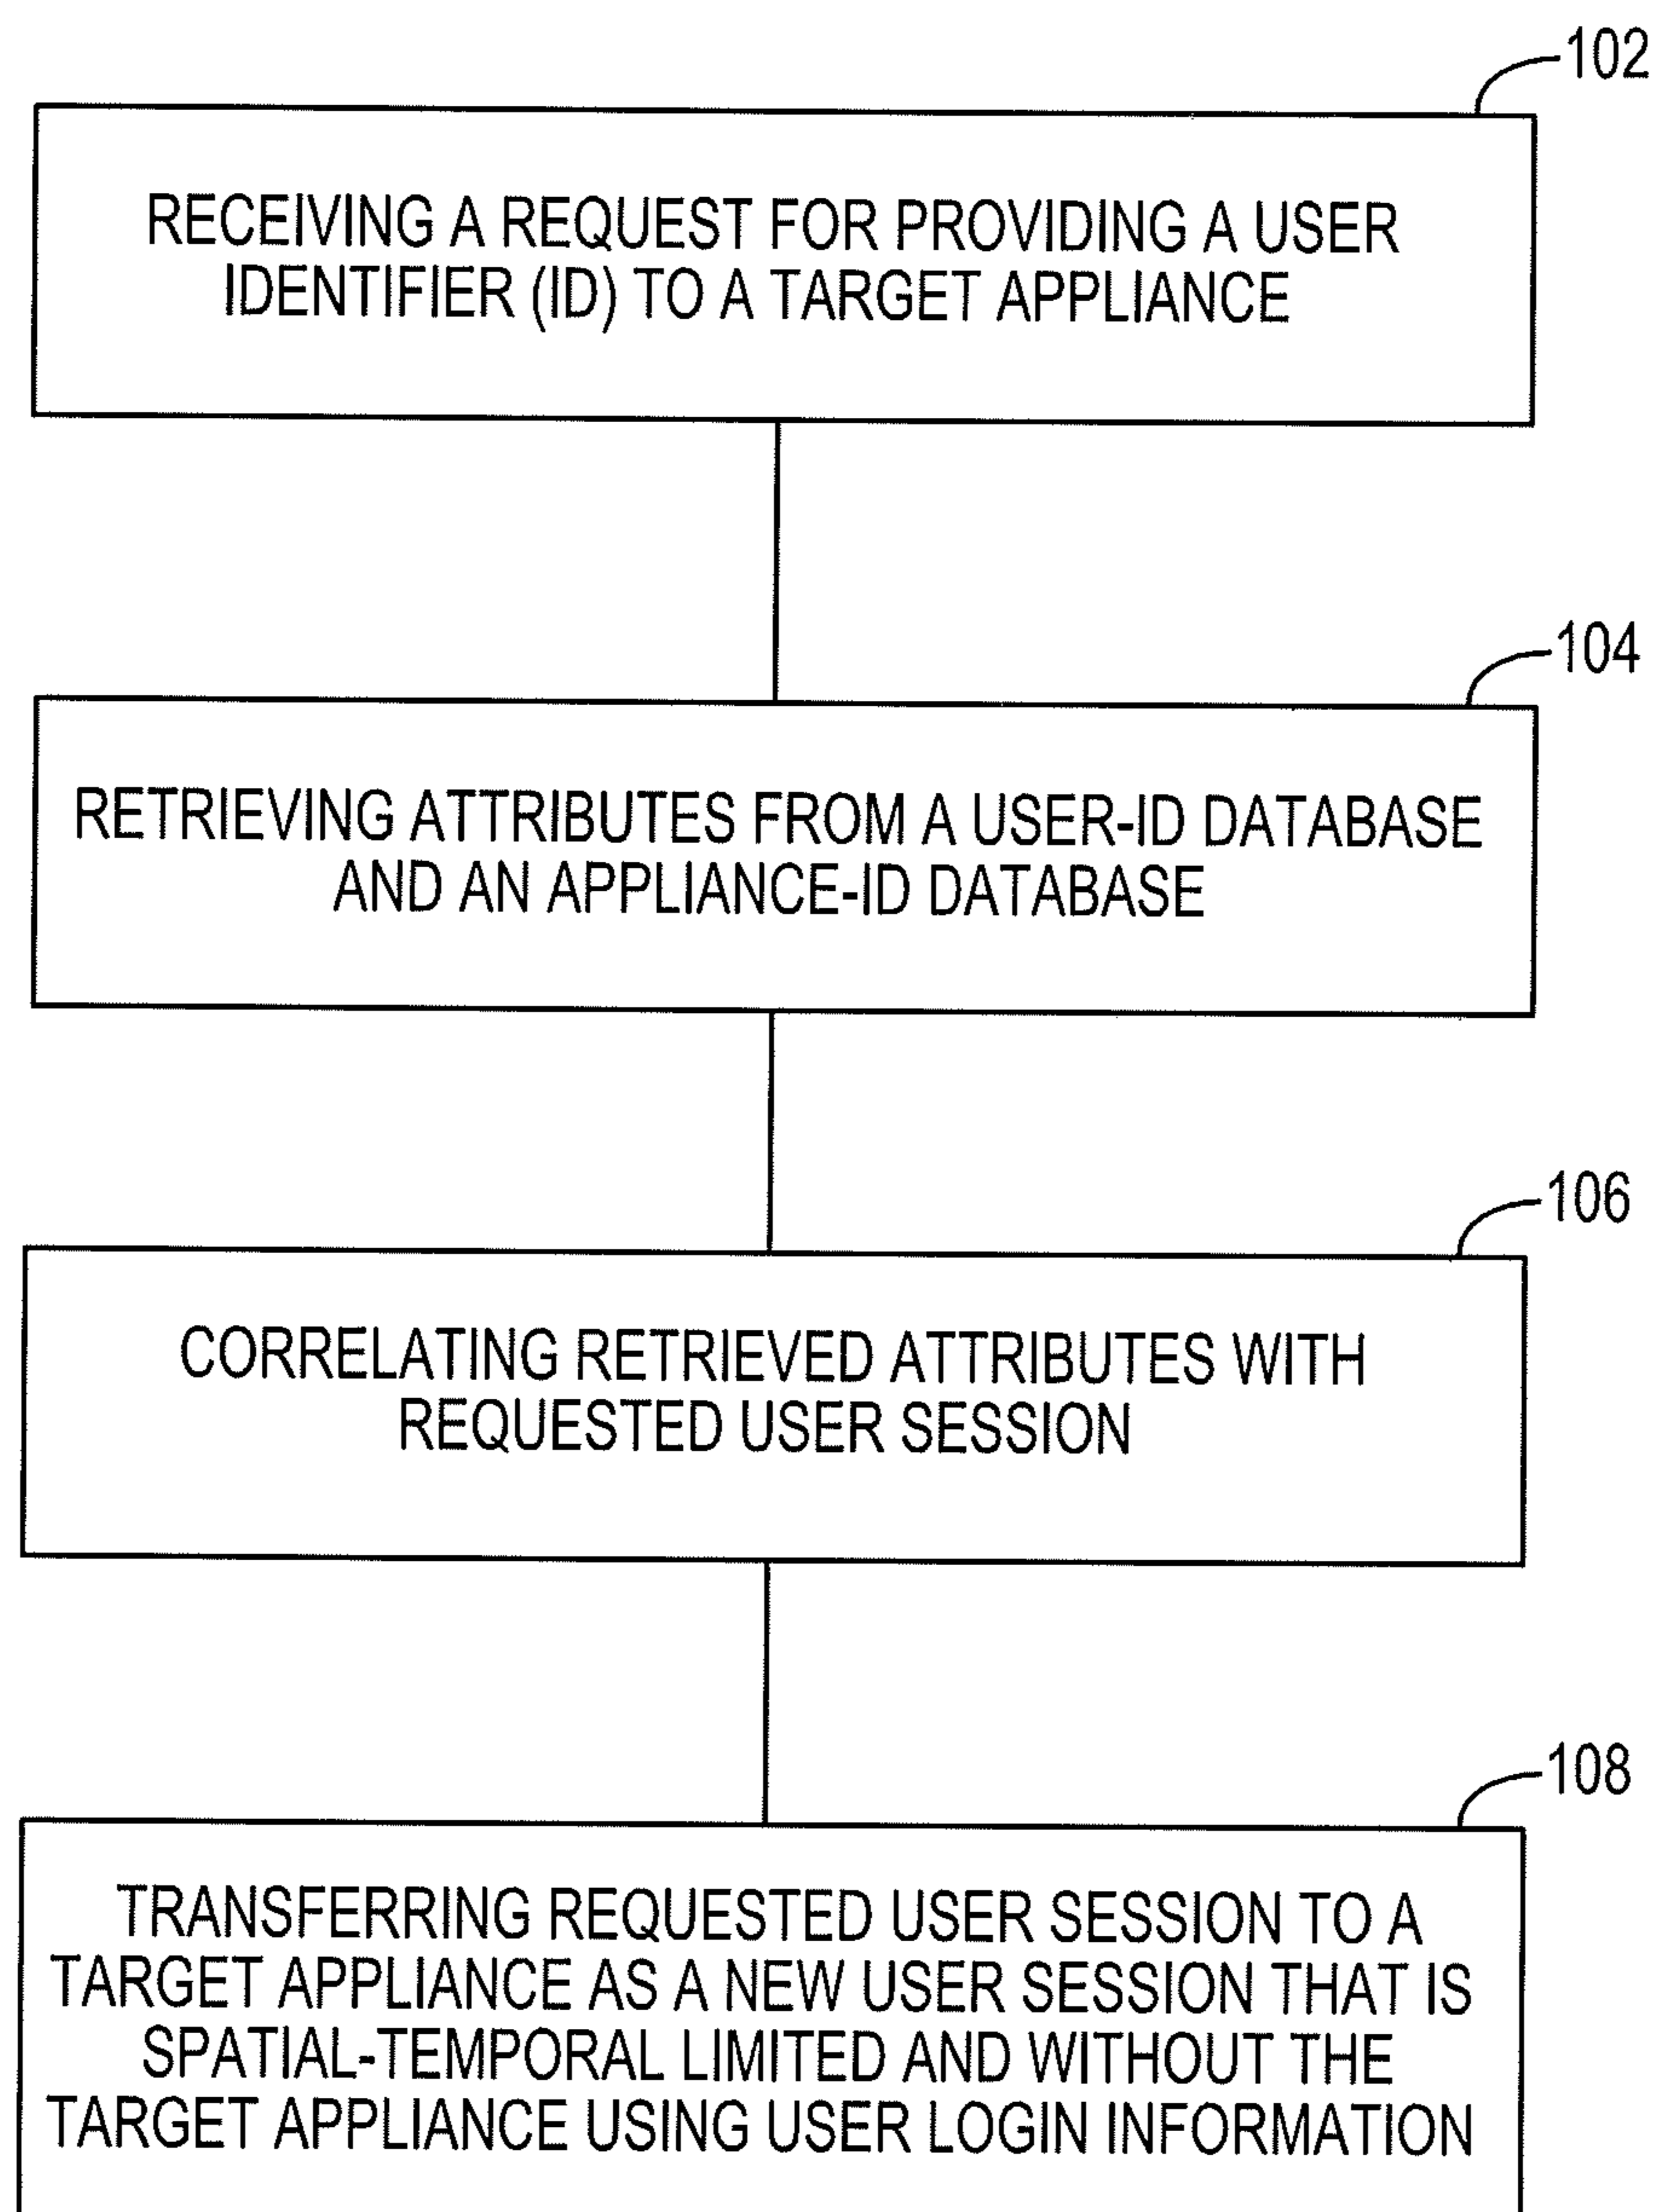 102
RECEIVING A REQUEST FOR PROVIDING A USER
IDENTIFIER (ID) TO A TARGET APPLIANCE
104
RETRIEVING ATTRIBUTES FROM A USER-ID DATABASE
AND AN APPLIANCE-ID DATABASE
106
CORRELATING RETRIEVED ATTRIBUTES WITH
REQUESTED USER SESSION
108
TRANSFERRING REQUESTED USER SESSION TO A
TARGET APPLIANCE AS A NEW USER SESSION THAT IS
SPATIAL-TEMPORAL LIMITED AND WITHOUT THE
TARGET APPLIANCE USING USER LOGIN INFORMATION